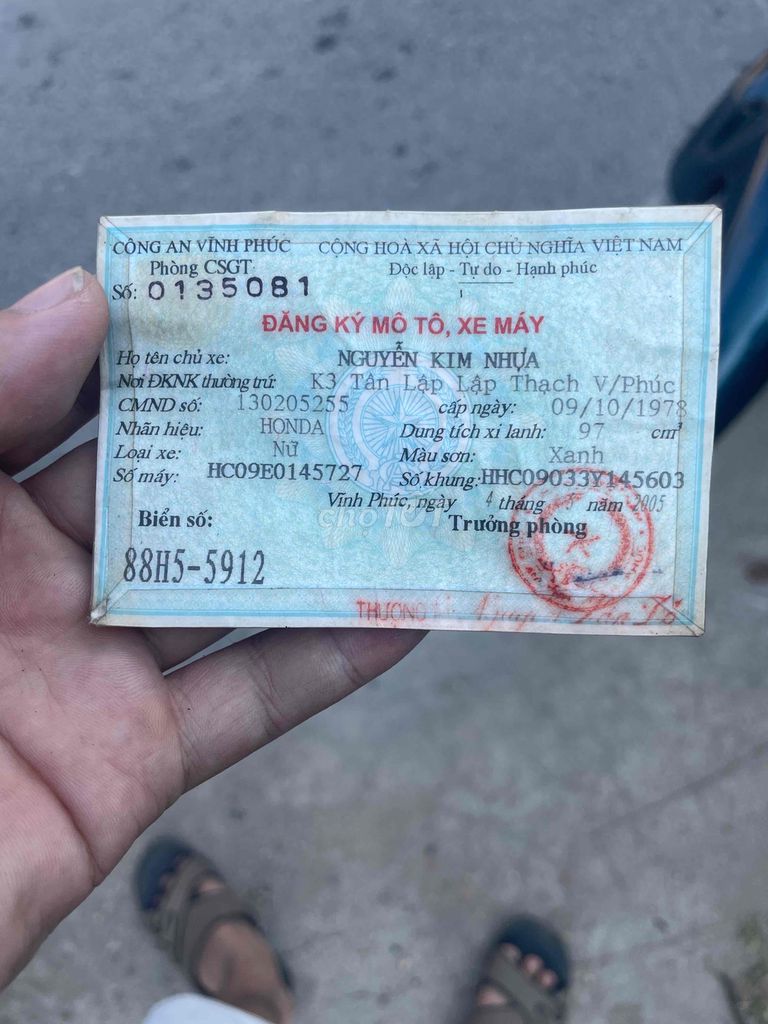 CÔNG AN VĨNH PHÚC CỘNG HOÀ XÃ HỘI CHỦ NGHĨA VIỆT NAM
Phòng CSGT. Độc lập - Tự do - Hạnh phúc
Số: 0135081
ĐĂNG KÝ MÔ TÔ, XE MÁY
Họ tên chủ xe: NGUYỄN KIM NHỰA
Nơi ĐKNK thường trú: K3 Tân Lập Lập Thạch V/Phúc
CMND số: 130205255 cấp ngày: 09/10/1978
Nhãn hiệu: HONDA Dung tích xi lanh: 97 cm³
Loại xe: Nữ Màu sơn: Xanh
Số máy: HC09E0145727 Số khung: HHC09033Y145603
Vĩnh Phúc, ngày 4 tháng 5 năm 2005
chợTỐT
Biển số: Trưởng phòng
88H5-5912
THƯỢNG